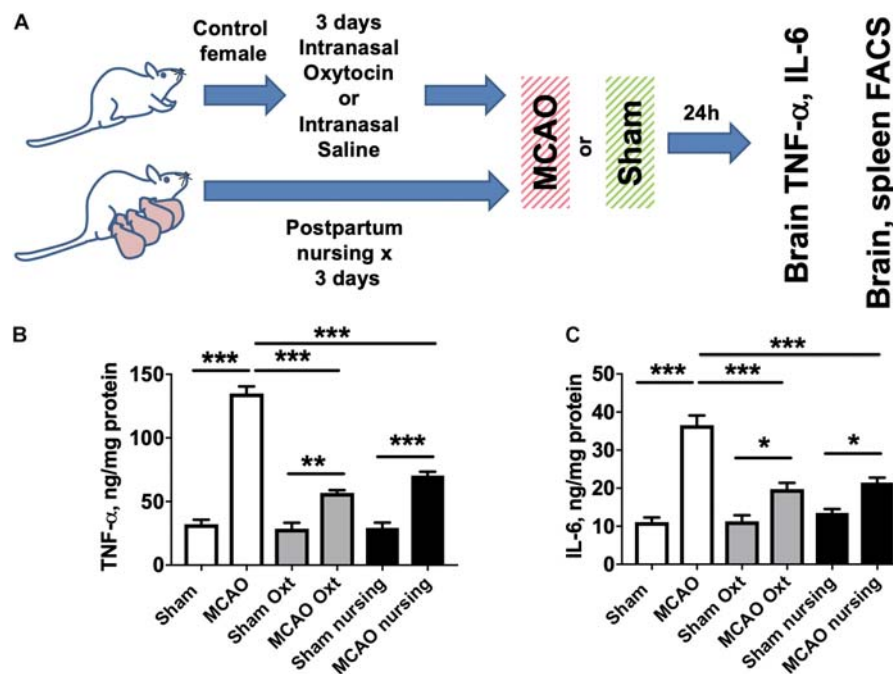 A
Control
female
3 days
Intranasal
Oxytocin
or
Intranasal
Saline
MCAO
or
Sham
24h
Brain TNF-α, IL-6
Brain, spleen FACS
Postpartum
nursing x
3 days
B
TNF-α, ng/mg protein
150
100
50
0
***
***
***
**
***
Sham
MCAO
Sham Oxt
MCAO Oxt
Sham nursing
MCAO nursing
C
IL-6, ng/mg protein
50
40
30
20
10
0
***
***
***
*
*
Sham
MCAO
Sham Oxt
MCAO Oxt
Sham nursing
MCAO nursing